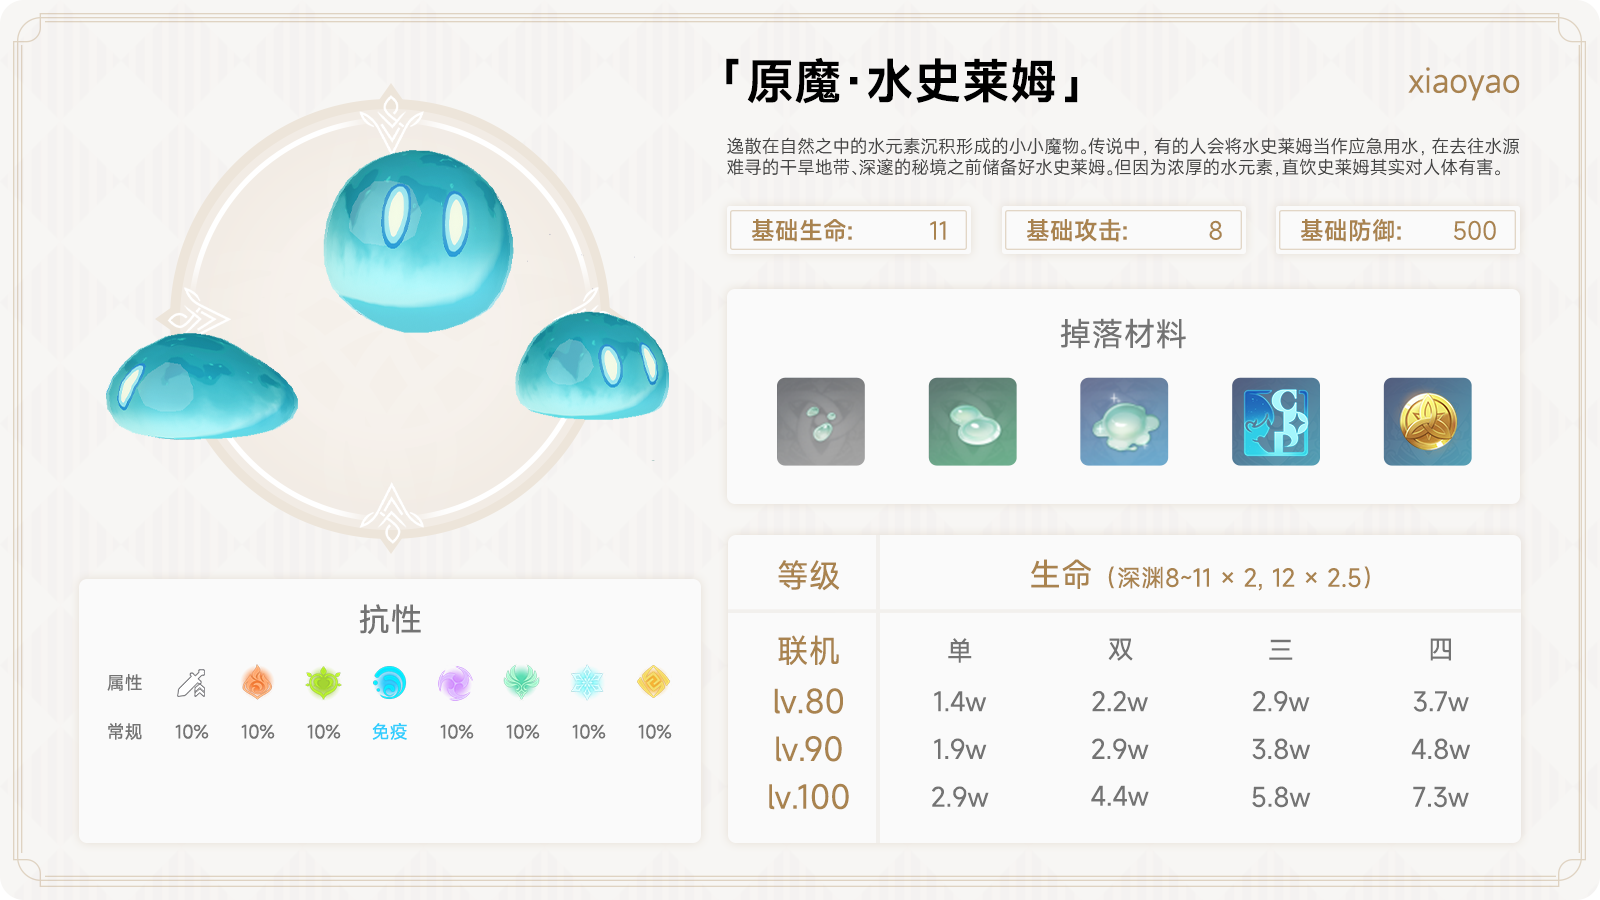 「原魔·水史莱姆」
xiaoyao
逸散在自然之中的水元素沉积形成的小小魔物。传说中，有的人会将水史莱姆当作应急用水，在去往水源
难寻的干旱地带、深邃的秘境之前储备好水史莱姆。但因为浓厚的水元素，直饮史莱姆其实对人体有害。
基础生命: 11
基础攻击: 8
基础防御: 500
掉落材料
抗性
属性
常规 10% 10% 10% 免疫 10% 10% 10% 10%
等级 生命（深渊8~11 × 2, 12 × 2.5）
联机 单 双 三 四
lv.80 1.4w 2.2w 2.9w 3.7w
lv.90 1.9w 2.9w 3.8w 4.8w
lv.100 2.9w 4.4w 5.8w 7.3w